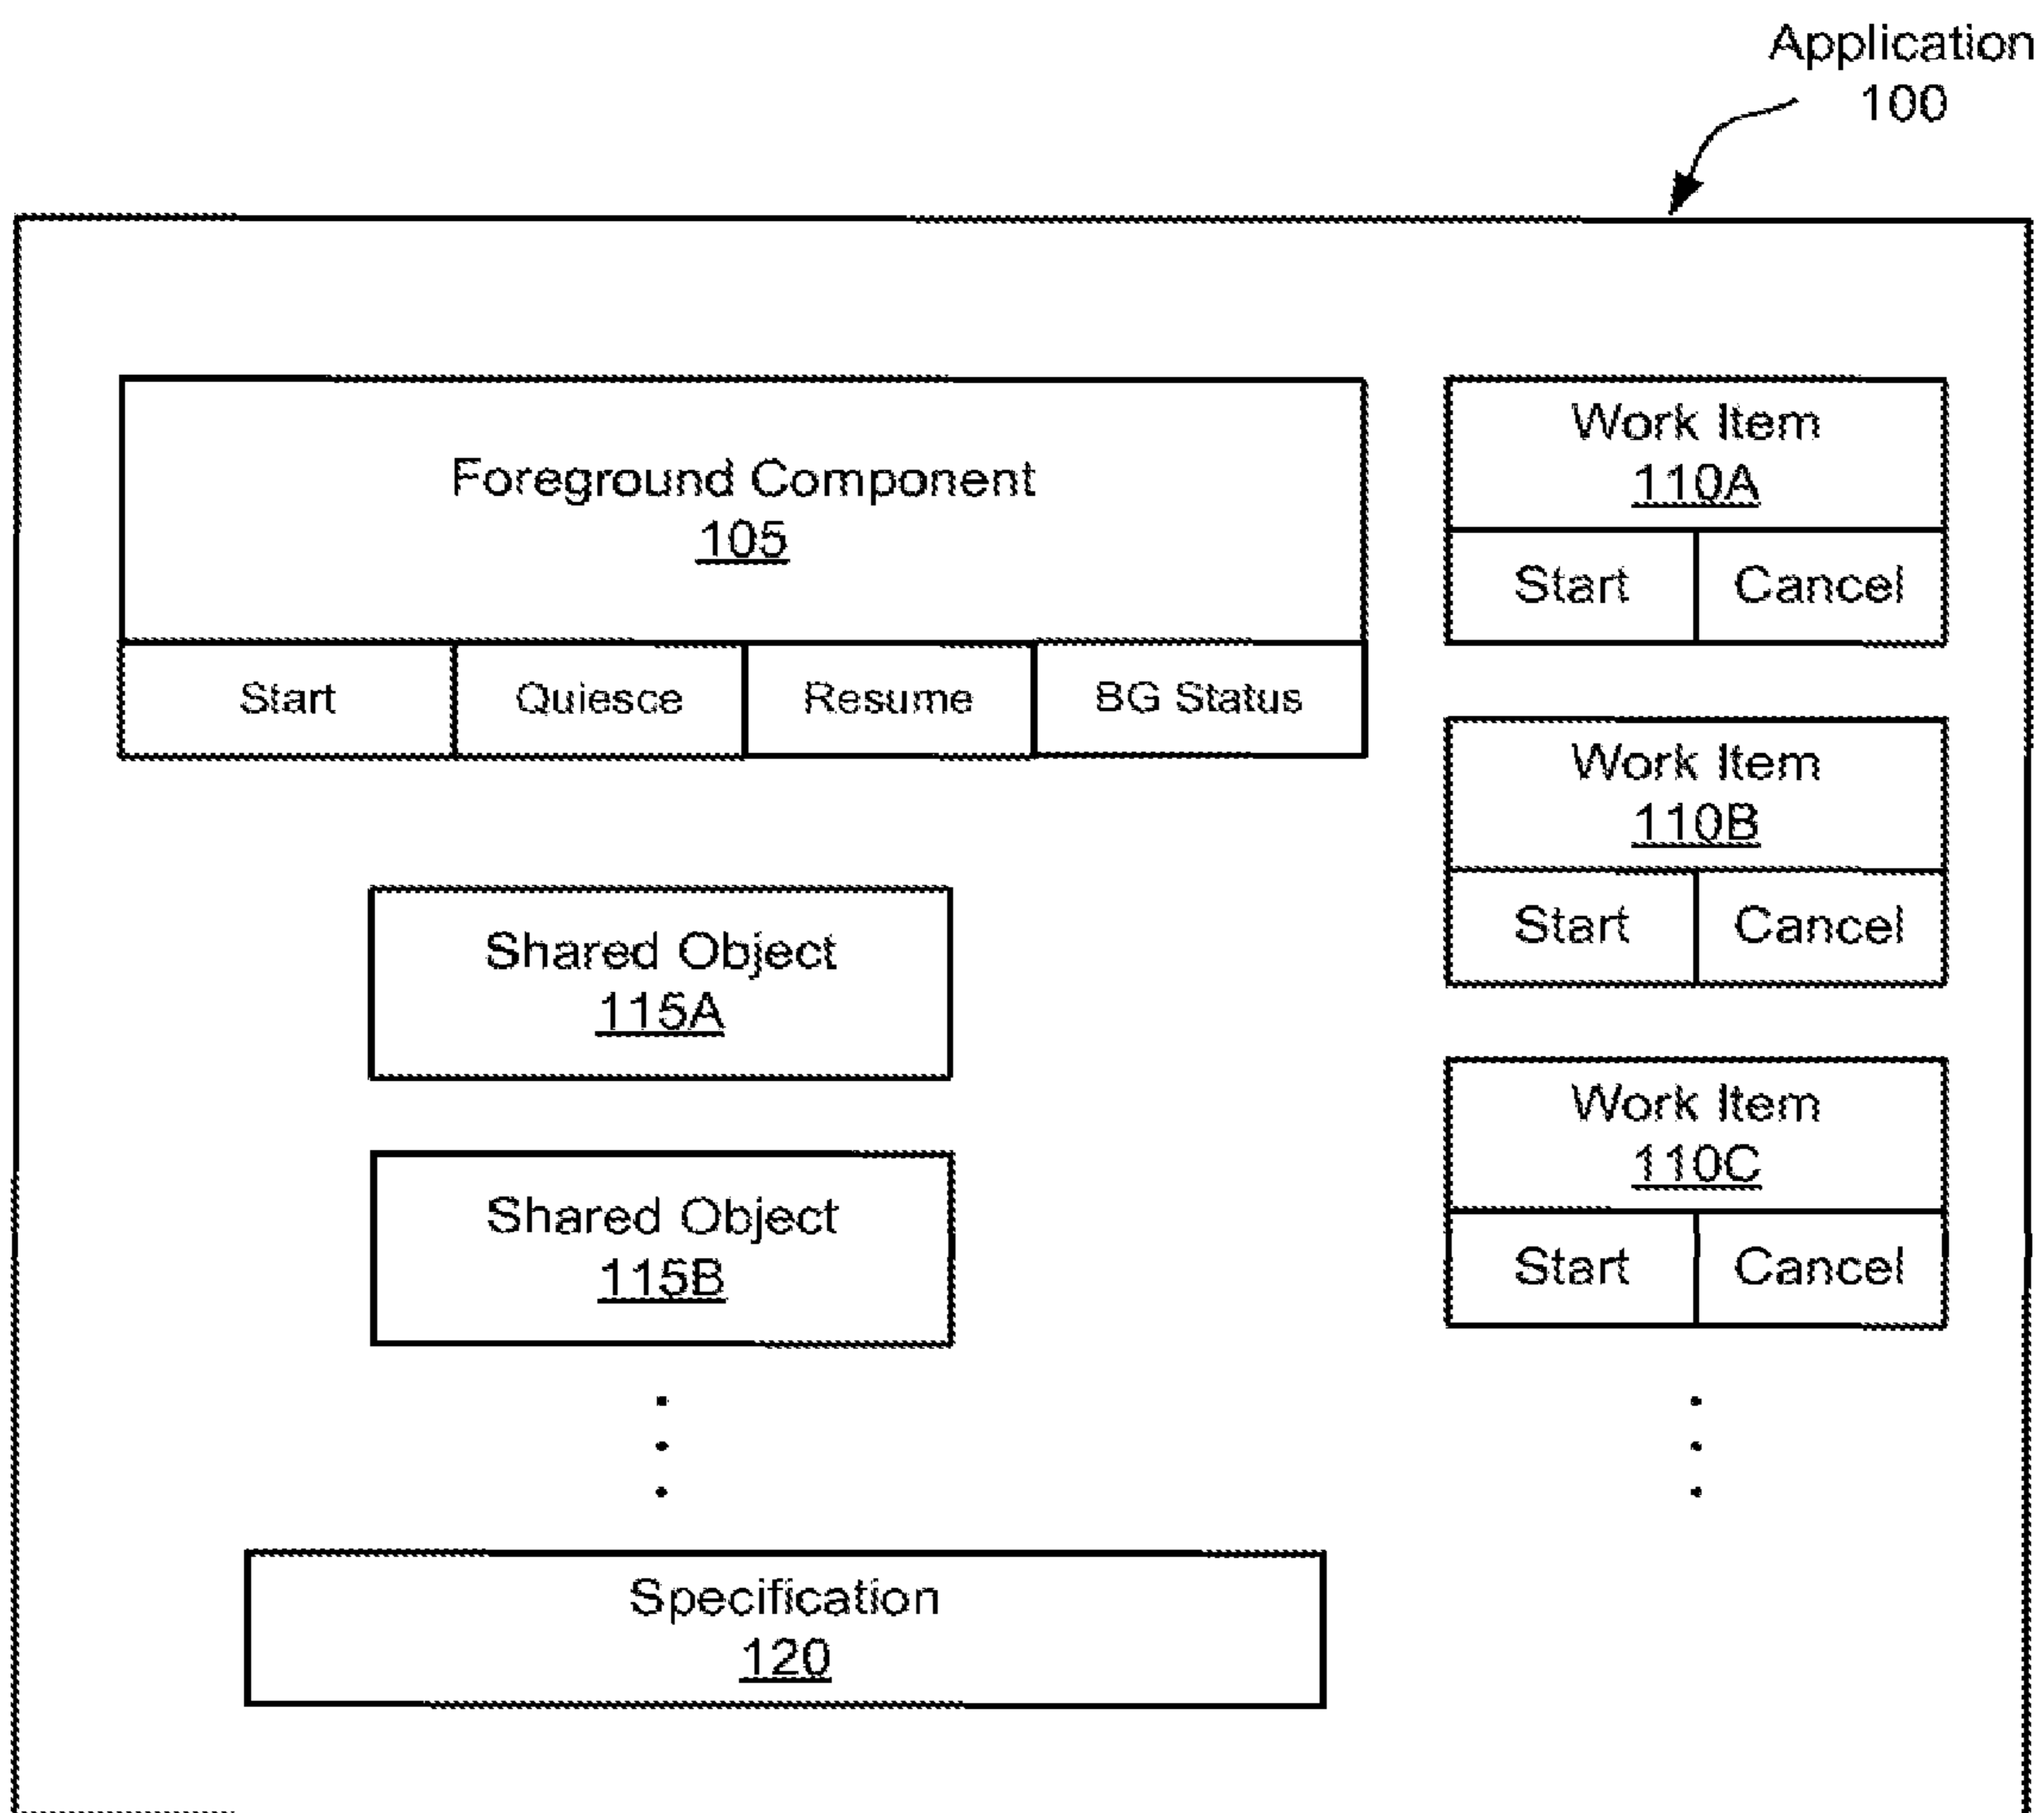 Application
100
Foreground Component
105
Start
Quiesce
Resume
BG Status
Work Item
110A
Start
Cancel
Work Item
110B
Start
Cancel
Work Item
110C
Start
Cancel
Shared Object
115A
Shared Object
115B
Specification
120